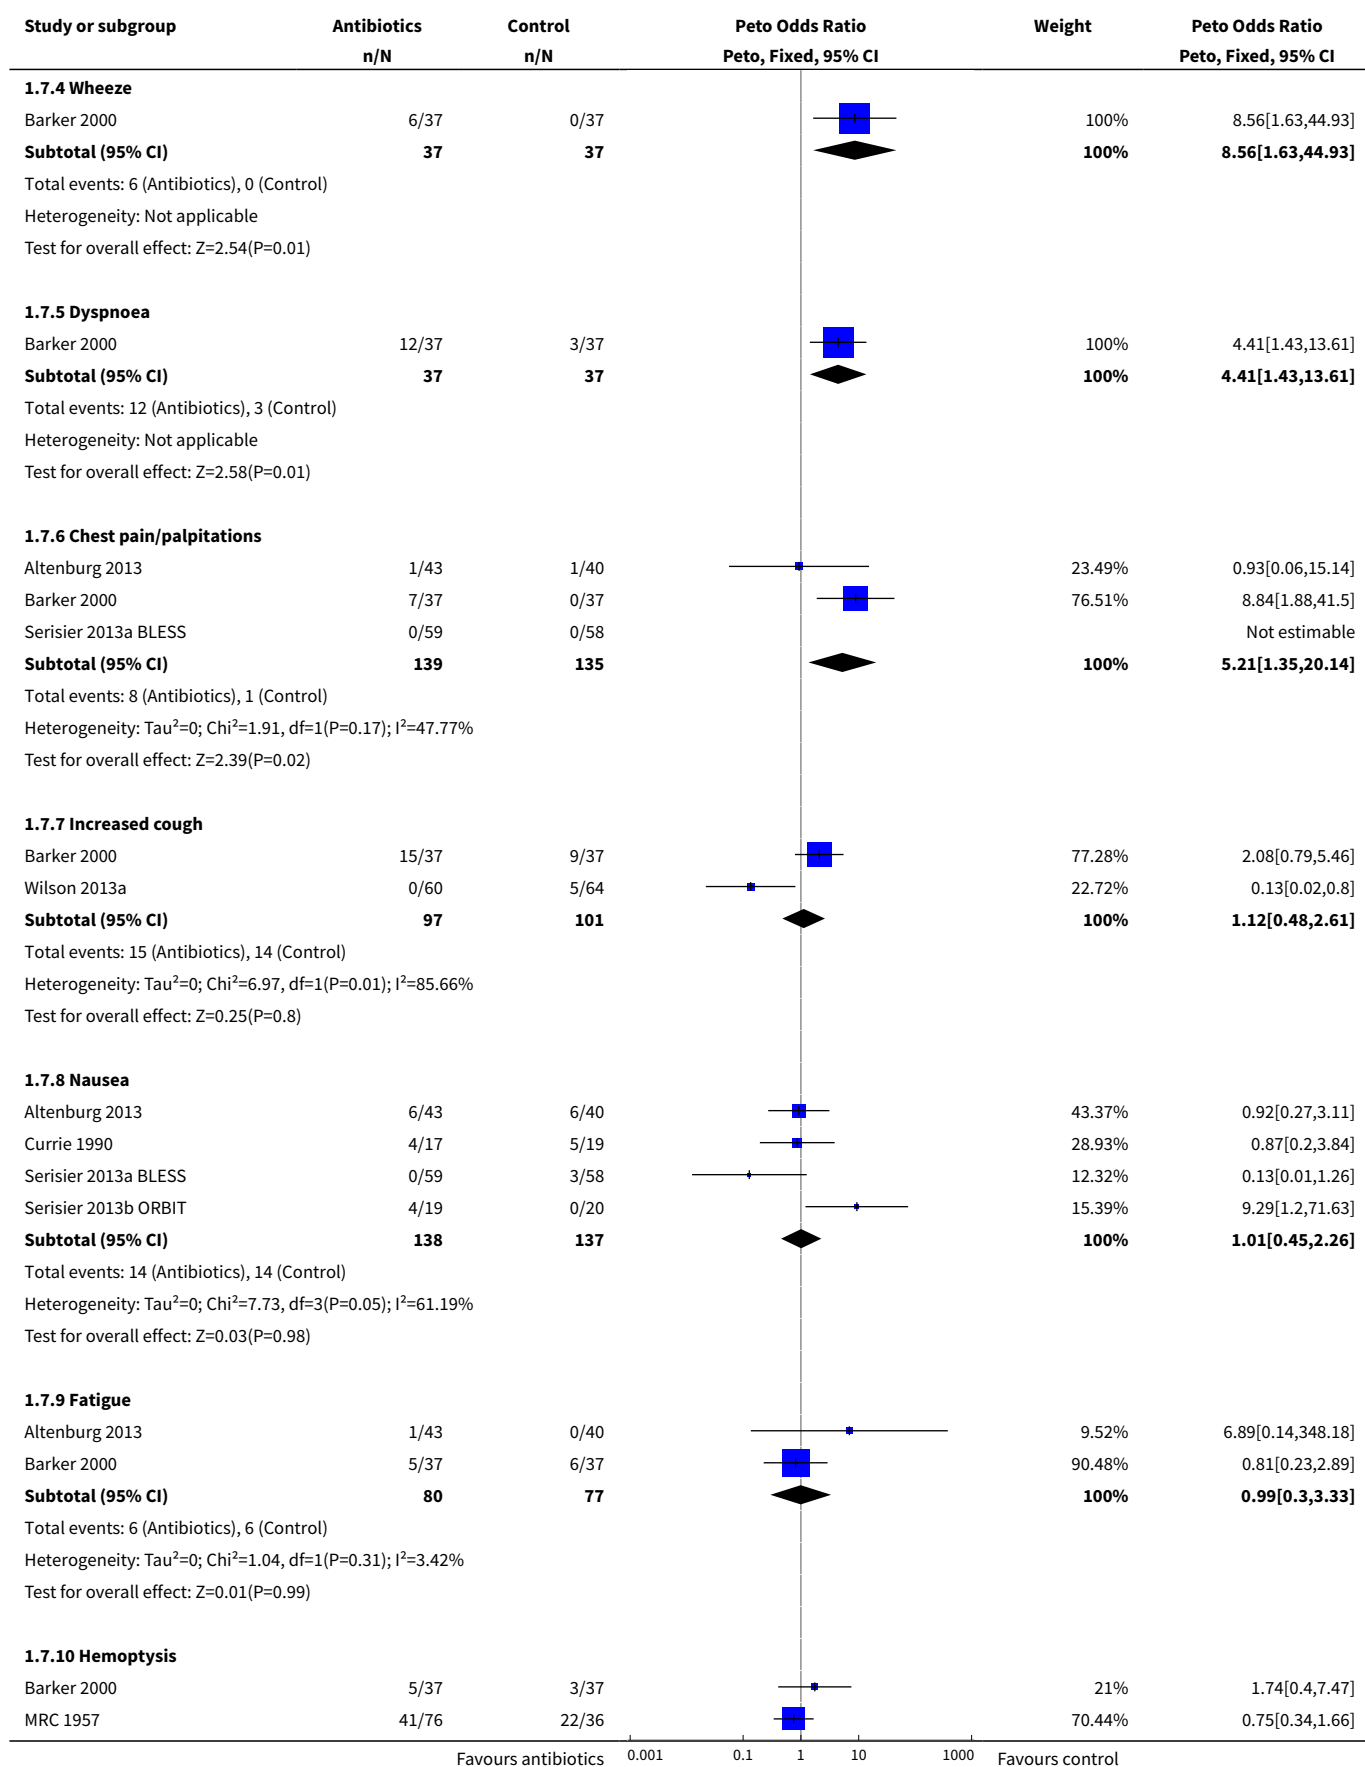 Study or subgroup Antibiotics Control Peto Odds Ratio Weight Peto Odds Ratio
n/N n/N Peto, Fixed, 95% CI Peto, Fixed, 95% CI
1.7.4 Wheeze
Barker 2000 6/37 0/37 100% 8.56[1.63,44.93]
Subtotal (95% CI) 37 37 100% 8.56[1.63,44.93]
Total events: 6 (Antibiotics), 0 (Control)
Heterogeneity: Not applicable
Test for overall effect: Z=2.54(P=0.01)
1.7.5 Dyspnoea
Barker 2000 12/37 3/37 100% 4.41[1.43,13.61]
Subtotal (95% CI) 37 37 100% 4.41[1.43,13.61]
Total events: 12 (Antibiotics), 3 (Control)
Heterogeneity: Not applicable
Test for overall effect: Z=2.58(P=0.01)
1.7.6 Chest pain/palpitations
Altenburg 2013 1/43 1/40 23.49% 0.93[0.06,15.14]
Barker 2000 7/37 0/37 76.51% 8.84[1.88,41.5]
Serisier 2013a BLESS 0/59 0/58 Not estimable
Subtotal (95% CI) 139 135 100% 5.21[1.35,20.14]
Total events: 8 (Antibiotics), 1 (Control)
Heterogeneity: Tau²=0; Chi²=1.91, df=1(P=0.17); I²=47.77%
Test for overall effect: Z=2.39(P=0.02)
1.7.7 Increased cough
Barker 2000 15/37 9/37 77.28% 2.08[0.79,5.46]
Wilson 2013a 0/60 5/64 22.72% 0.13[0.02,0.8]
Subtotal (95% CI) 97 101 100% 1.12[0.48,2.61]
Total events: 15 (Antibiotics), 14 (Control)
Heterogeneity: Tau²=0; Chi²=6.97, df=1(P=0.01); I²=85.66%
Test for overall effect: Z=0.25(P=0.8)
1.7.8 Nausea
Altenburg 2013 6/43 6/40 43.37% 0.92[0.27,3.11]
Currie 1990 4/17 5/19 28.93% 0.87[0.2,3.84]
Serisier 2013a BLESS 0/59 3/58 12.32% 0.13[0.01,1.26]
Serisier 2013b ORBIT 4/19 0/20 15.39% 9.29[1.2,71.63]
Subtotal (95% CI) 138 137 100% 1.01[0.45,2.26]
Total events: 14 (Antibiotics), 14 (Control)
Heterogeneity: Tau²=0; Chi²=7.73, df=3(P=0.05); I²=61.19%
Test for overall effect: Z=0.03(P=0.98)
1.7.9 Fatigue
Altenburg 2013 1/43 0/40 9.52% 6.89[0.14,348.18]
Barker 2000 5/37 6/37 90.48% 0.81[0.23,2.89]
Subtotal (95% CI) 80 77 100% 0.99[0.3,3.33]
Total events: 6 (Antibiotics), 6 (Control)
Heterogeneity: Tau²=0; Chi²=1.04, df=1(P=0.31); I²=3.42%
Test for overall effect: Z=0.01(P=0.99)
1.7.10 Hemoptysis
Barker 2000 5/37 3/37 21% 1.74[0.4,7.47]
MRC 1957 41/76 22/36 70.44% 0.75[0.34,1.66]
Favours antibiotics 0.001 0.1 1 10 1000 Favours control